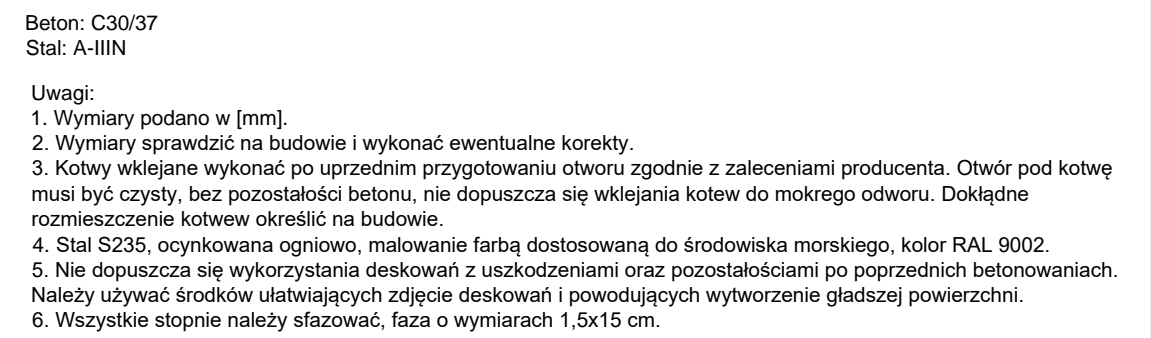 Beton: C30/37
Stal: A-IIIN
Uwagi:
1. Wymiary podano w [mm].
2. Wymiary sprawdzić na budowie i wykonać ewentualne korekty.
3. Kotwy wklejane wykonać po uprzednim przygotowaniu otworu zgodnie z zaleceniami producenta. Otwór pod kotwę
musi być czysty, bez pozostałości betonu, nie dopuszcza się wklejania kotew do mokrego odworu. Dokłądne
rozmieszczenie kotwew określić na budowie.
4. Stal S235, ocynkowana ogniowo, malowanie farbą dostosowaną do środowiska morskiego, kolor RAL 9002.
5. Nie dopuszcza się wykorzystania deskowań z uszkodzeniami oraz pozostałościami po poprzednich betonowaniach.
Należy używać środków ułatwiających zdjęcie deskowań i powodujących wytworzenie gładszej powierzchni.
6. Wszystkie stopnie należy sfazować, faza o wymiarach 1,5x15 cm.